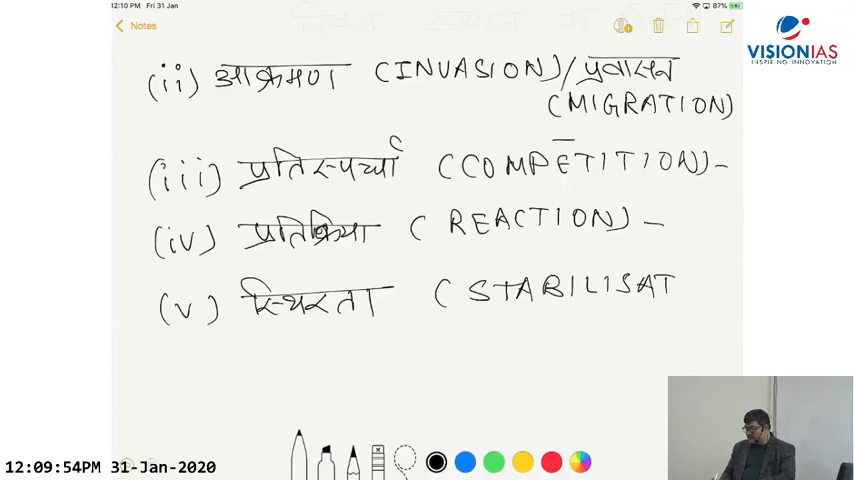 12:10 PM Fri 31 Jan
87%
Notes
VISIONIAS
INSPIRING INNOVATION
(ii) आक्रमण (INVASION)/प्रवासन
(MIGRATION)
(iii) प्रतिस्पर्धा (COMPETITION)-
(iv) प्रतिक्रिया (REACTION)-
(v) स्थिरता (STABILISAT
12:09:54PM 31-Jan-2020